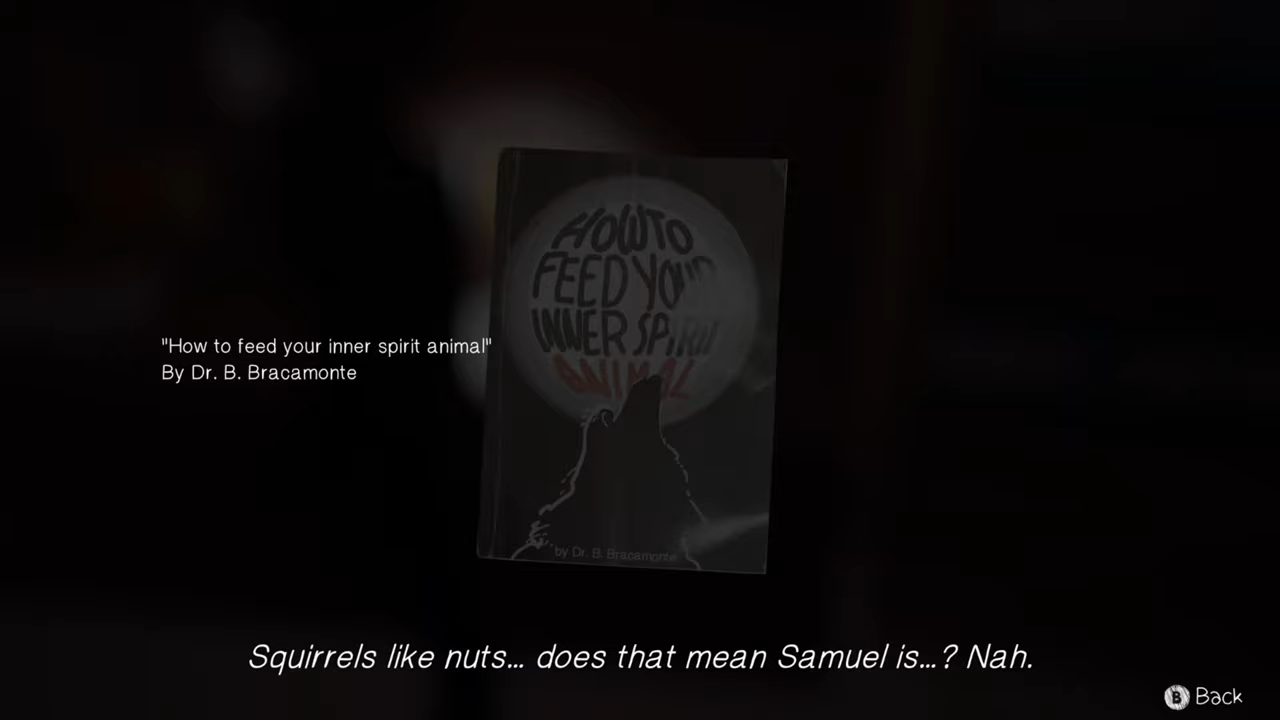 HOW TO
FEED YOUR
INNER SPIRIT
ANIMAL
"How to feed your inner spirit animal"
By Dr. B. Bracamonte
by Dr. B. Bracamonte
Squirrels like nuts... does that mean Samuel is...? Nah.
B Back